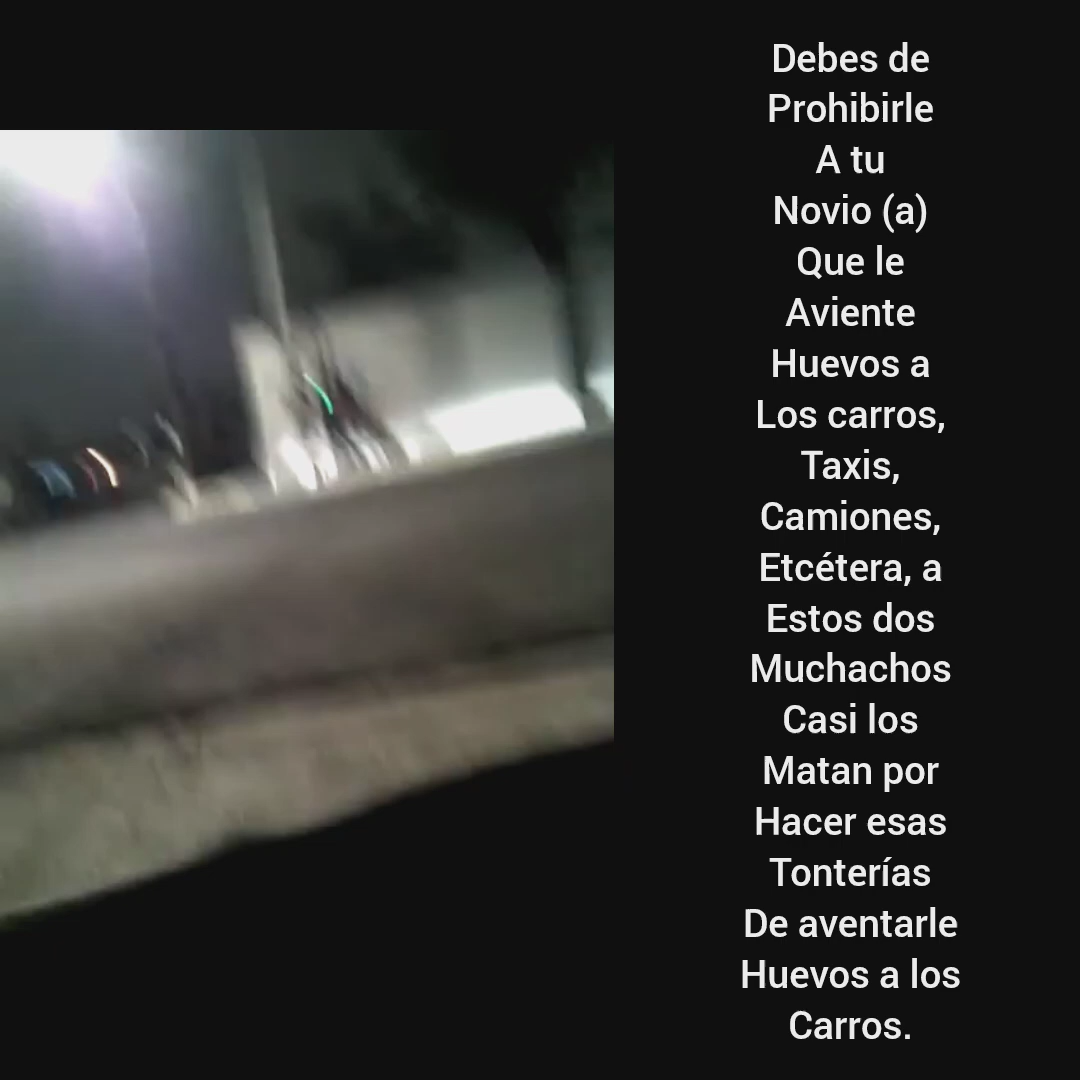 Debes de
Prohibirle
A tu
Novio (a)
Que le
Aviente
Huevos a
Los carros,
Taxis,
Camiones,
Etcétera, a
Estos dos
Muchachos
Casi los
Matan por
Hacer esas
Tonterías
De aventarle
Huevos a los
Carros.